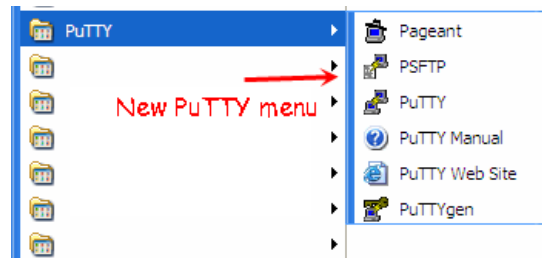 PuTTY
New PuTTY menu
Pageant
PSFTP
PuTTY
PuTTY Manual
PuTTY Web Site
PuTTYgen